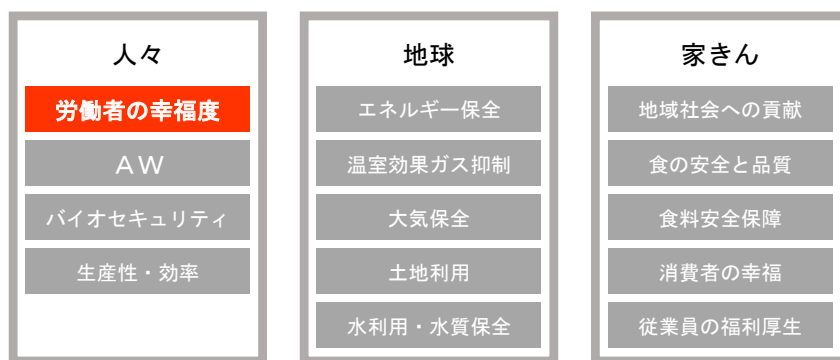 人々
労働者の幸福度
AW
バイオセキュリティ
生産性・効率
地球
エネルギー保全
温室効果ガス抑制
大気保全
土地利用
水利用・水質保全
家きん
地域社会への貢献
食の安全と品質
食料安全保障
消費者の幸福
従業員の福利厚生